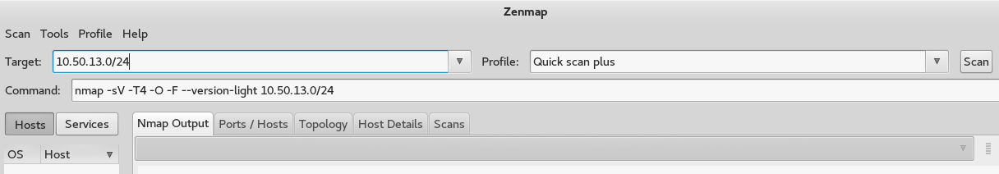 Zenmap
Scan Tools Profile Help
Target: 10.50.13.0/24 Profile: Quick scan plus Scan
Command: nmap -sV -T4 -O -F --version-light 10.50.13.0/24
Hosts Services Nmap Output Ports / Hosts Topology Host Details Scans
OS Host